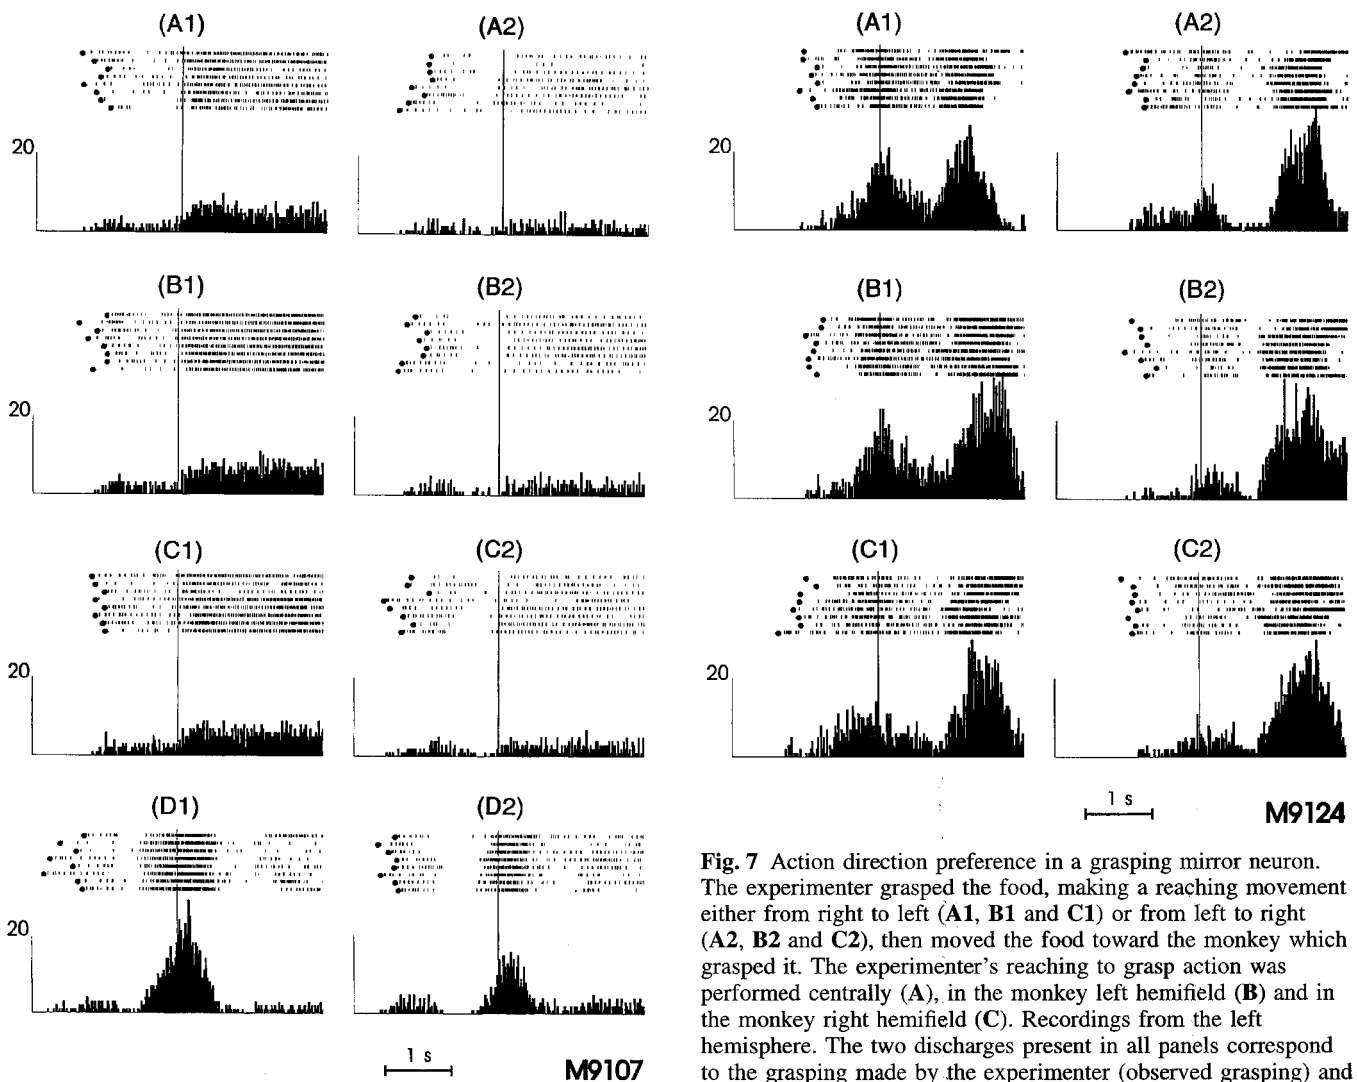 (A1)
(A2)
20
(B1)
(B2)
20
(C1)
(C2)
20
(D1)
(D2)
20
1 s
M9107
(A1)
(A2)
20
(B1)
(B2)
20
(C1)
(C2)
20
1 s
M9124
Fig. 7 Action direction preference in a grasping mirror neuron.
The experimenter grasped the food, making a reaching movement
either from right to left (A1, B1 and C1) or from left to right
(A2, B2 and C2), then moved the food toward the monkey which
grasped it. The experimenter's reaching to grasp action was
performed centrally (A), in the monkey left hemifield (B) and in
the monkey right hemifield (C). Recordings from the left
hemisphere. The two discharges present in all panels correspond
to the grasping made by the experimenter (observed grasping) and